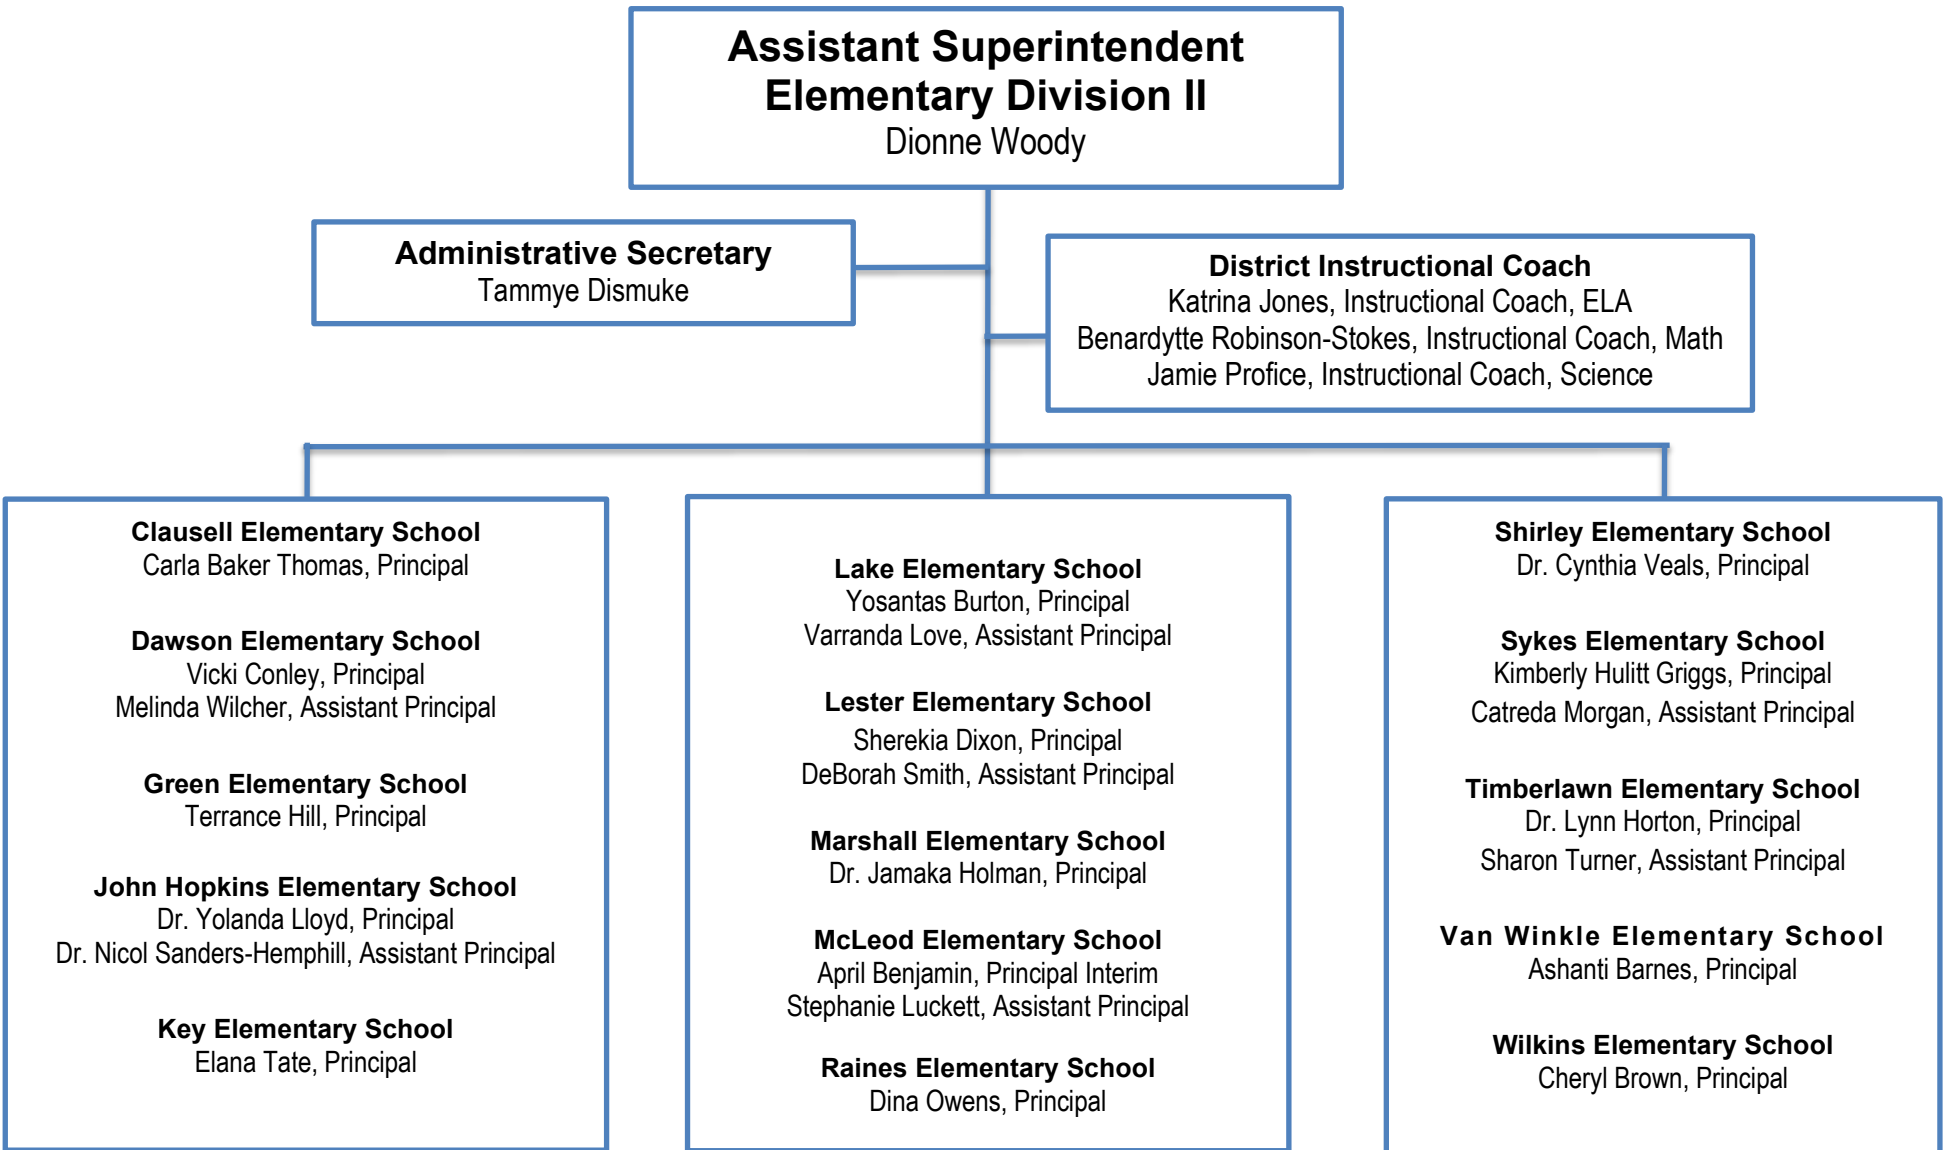 Assistant Superintendent
Elementary Division II
Dionne Woody
Administrative Secretary
Tammye Dismuke
District Instructional Coach
Katrina Jones, Instructional Coach, ELA
Benardytte Robinson-Stokes, Instructional Coach, Math
Jamie Profice, Instructional Coach, Science
Clausell Elementary School
Carla Baker Thomas, Principal
Dawson Elementary School
Vicki Conley, Principal
Melinda Wilcher, Assistant Principal
Green Elementary School
Terrance Hill, Principal
John Hopkins Elementary School
Dr. Yolanda Lloyd, Principal
Dr. Nicol Sanders-Hemphill, Assistant Principal
Key Elementary School
Elana Tate, Principal
Lake Elementary School
Yosantas Burton, Principal
Varranda Love, Assistant Principal
Lester Elementary School
Sherekia Dixon, Principal
DeBorah Smith, Assistant Principal
Marshall Elementary School
Dr. Jamaka Holman, Principal
McLeod Elementary School
April Benjamin, Principal Interim
Stephanie Luckett, Assistant Principal
Raines Elementary School
Dina Owens, Principal
Shirley Elementary School
Dr. Cynthia Veals, Principal
Sykes Elementary School
Kimberly Hulitt Griggs, Principal
Catreda Morgan, Assistant Principal
Timberlawn Elementary School
Dr. Lynn Horton, Principal
Sharon Turner, Assistant Principal
Van Winkle Elementary School
Ashanti Barnes, Principal
Wilkins Elementary School
Cheryl Brown, Principal